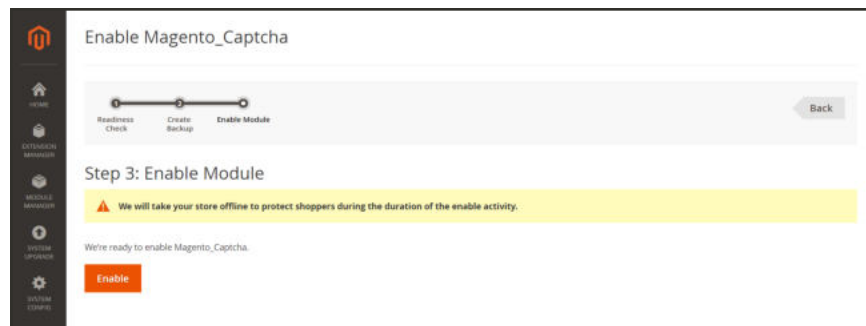 Enable Magento_Captcha
HOME
EXTENSION
MANAGER
MODULE
MANAGER
SYSTEM
UPGRADE
SYSTEM
CONFIG
1
2
Readiness
Check
Create
Backup
Enable Module
Back
Step 3: Enable Module
We will take your store offline to protect shoppers during the duration of the enable activity.
We're ready to enable Magento_Captcha.
Enable